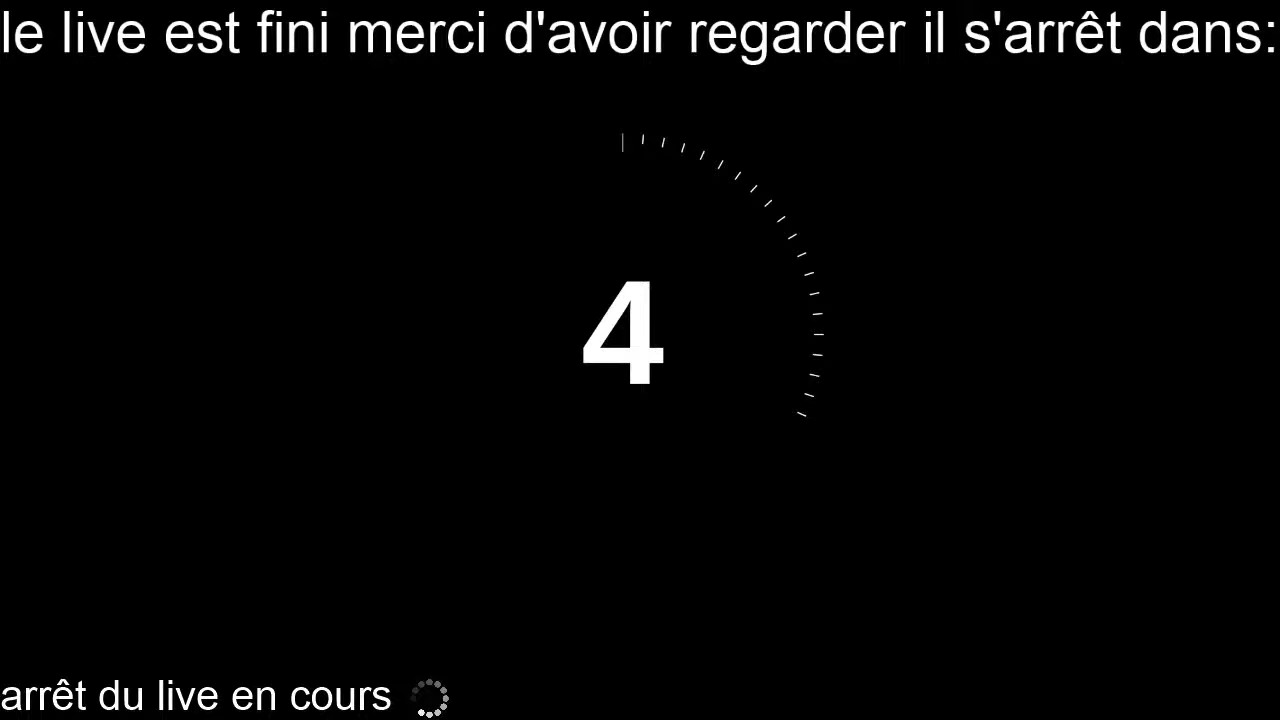 le live est fini merci d'avoir regarder il s'arrêt dans:
4
arrêt du live en cours